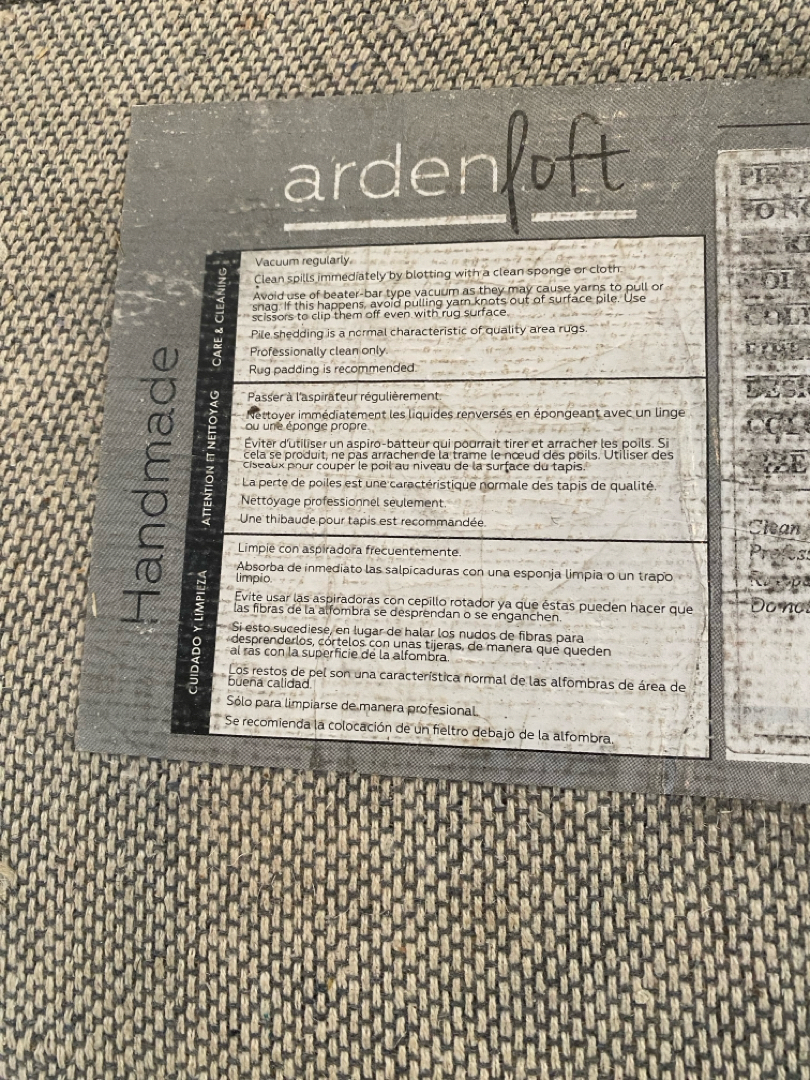 ardenloft
Handmade
CARE & CLEANING
Vacuum regularly.
Clean spills immediately by blotting with a clean sponge or cloth.
Avoid use of beater-bar type vacuum as they may cause yarns to pull or
snag. If this happens, avoid pulling yarn knots out of surface pile. Use
scissors to clip them off even with rug surface.
Pile shedding is a normal characteristic of quality area rugs.
Professionally clean only.
Rug padding is recommended.
ATTENTION ET NETTOYAG
Passer à l'aspirateur régulièrement.
Nettoyer immédiatement les liquides renversés en épongeant avec un linge
ou une éponge propre.
Éviter d'utiliser un aspiro-batteur qui pourrait tirer et arracher les poils. Si
cela se produit, ne pas arracher de la trame le nœud des poils. Utiliser des
ciseaux pour couper le poil au niveau de la surface du tapis.
La perte de poiles est une caractéristique normale des tapis de qualité.
Nettoyage professionnel seulement.
Une thibaude pour tapis est recommandée.
CUIDADO Y LIMPIEZA
Limpie con aspiradora frecuentemente.
Absorba de inmediato las salpicaduras con una esponja limpia o un trapo
limpio.
Evite usar las aspiradoras con cepillo rotador ya que éstas pueden hacer que
las fibras de la alfombra se desprendan o se enganchen.
Si esto sucediese, en lugar de halar los nudos de fibras para
desprenderlos, córtelos con unas tijeras, de manera que queden
al ras con la superficie de la alfombra.
Los restos de pel son una característica normal de las alfombras de área de
buena calidad.
Sólo para limpiarse de manera profesional.
Se recomienda la colocación de un fieltro debajo de la alfombra.
Clean